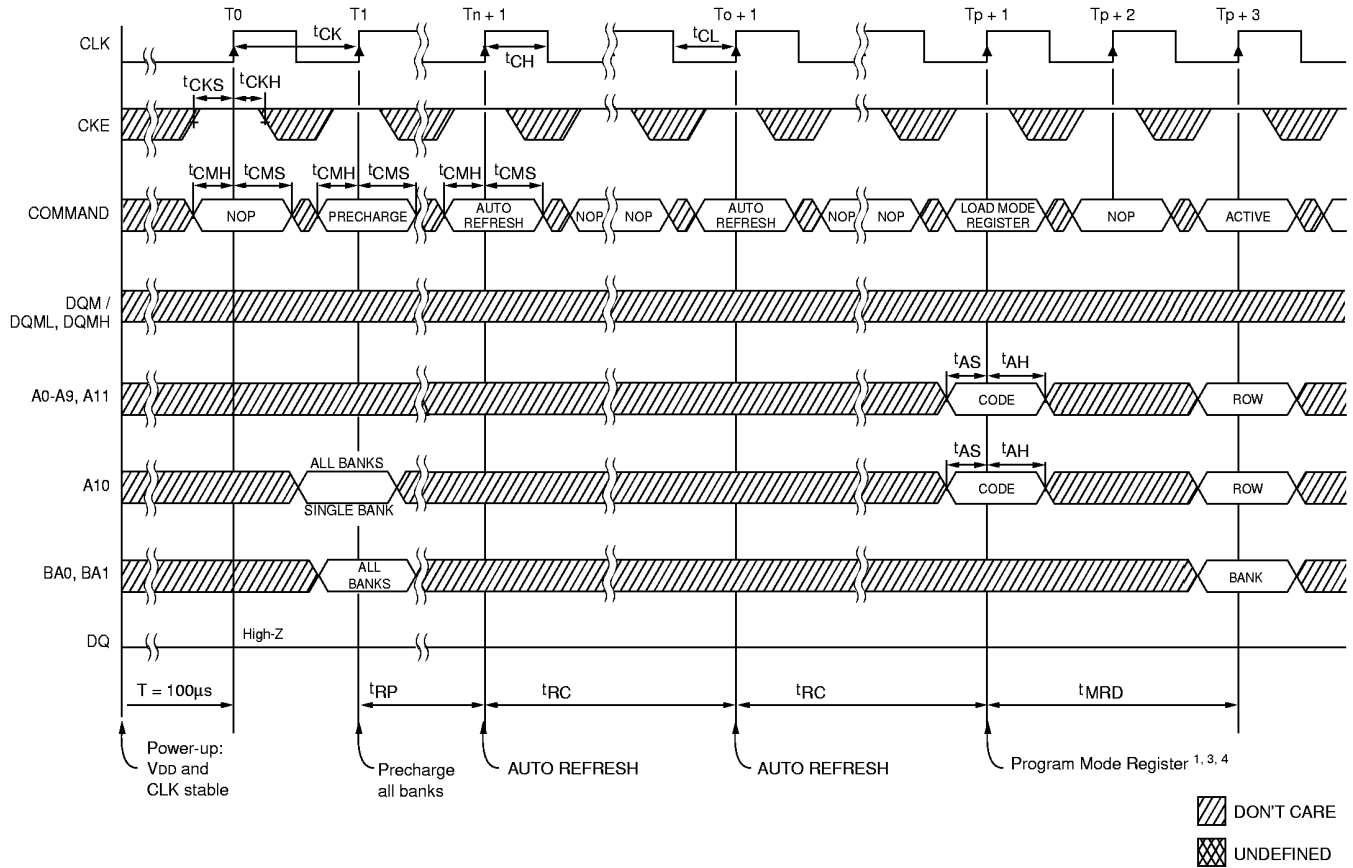 T0 T1 Tn + 1 To + 1 Tp + 1 Tp + 2 Tp + 3
CLK
tCK
tCH
tCL
tCKS tCKH
CKE
tCMH tCMS tCMH tCMS tCMH tCMS
COMMAND
NOP
PRECHARGE
AUTO
REFRESH
NOP
NOP
AUTO
REFRESH
NOP
NOP
LOAD MODE
REGISTER
NOP
ACTIVE
DQM /
DQML, DQMH
tAS tAH
A0-A9, A11
CODE
ROW
tAS tAH
ALL BANKS
A10
SINGLE BANK
CODE
ROW
BA0, BA1
ALL
BANKS
BANK
DQ
High-Z
T = 100µs
tRP
tRC
tRC
tMRD
Power-up:
VDD and
CLK stable
Precharge
all banks
AUTO REFRESH
AUTO REFRESH
Program Mode Register 1, 3, 4
DON'T CARE
UNDEFINED